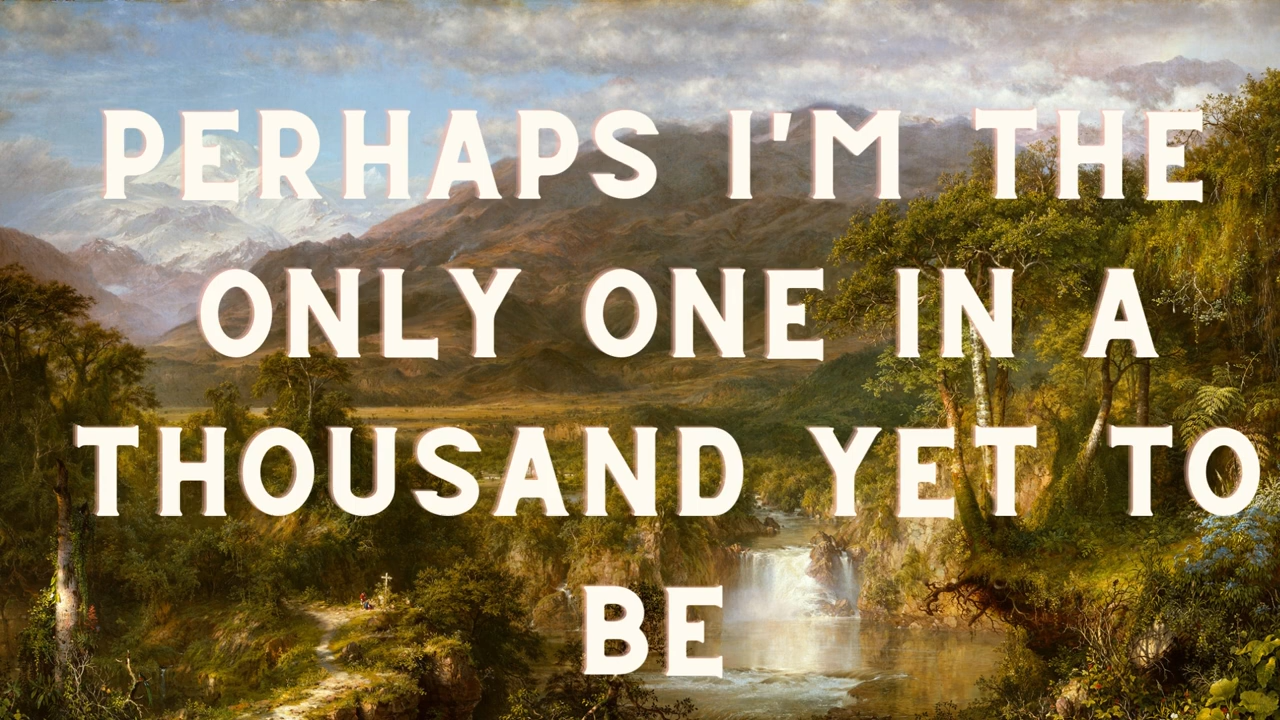 PERHAPS I'M THE
ONLY ONE IN A
THOUSAND YET TO
BE